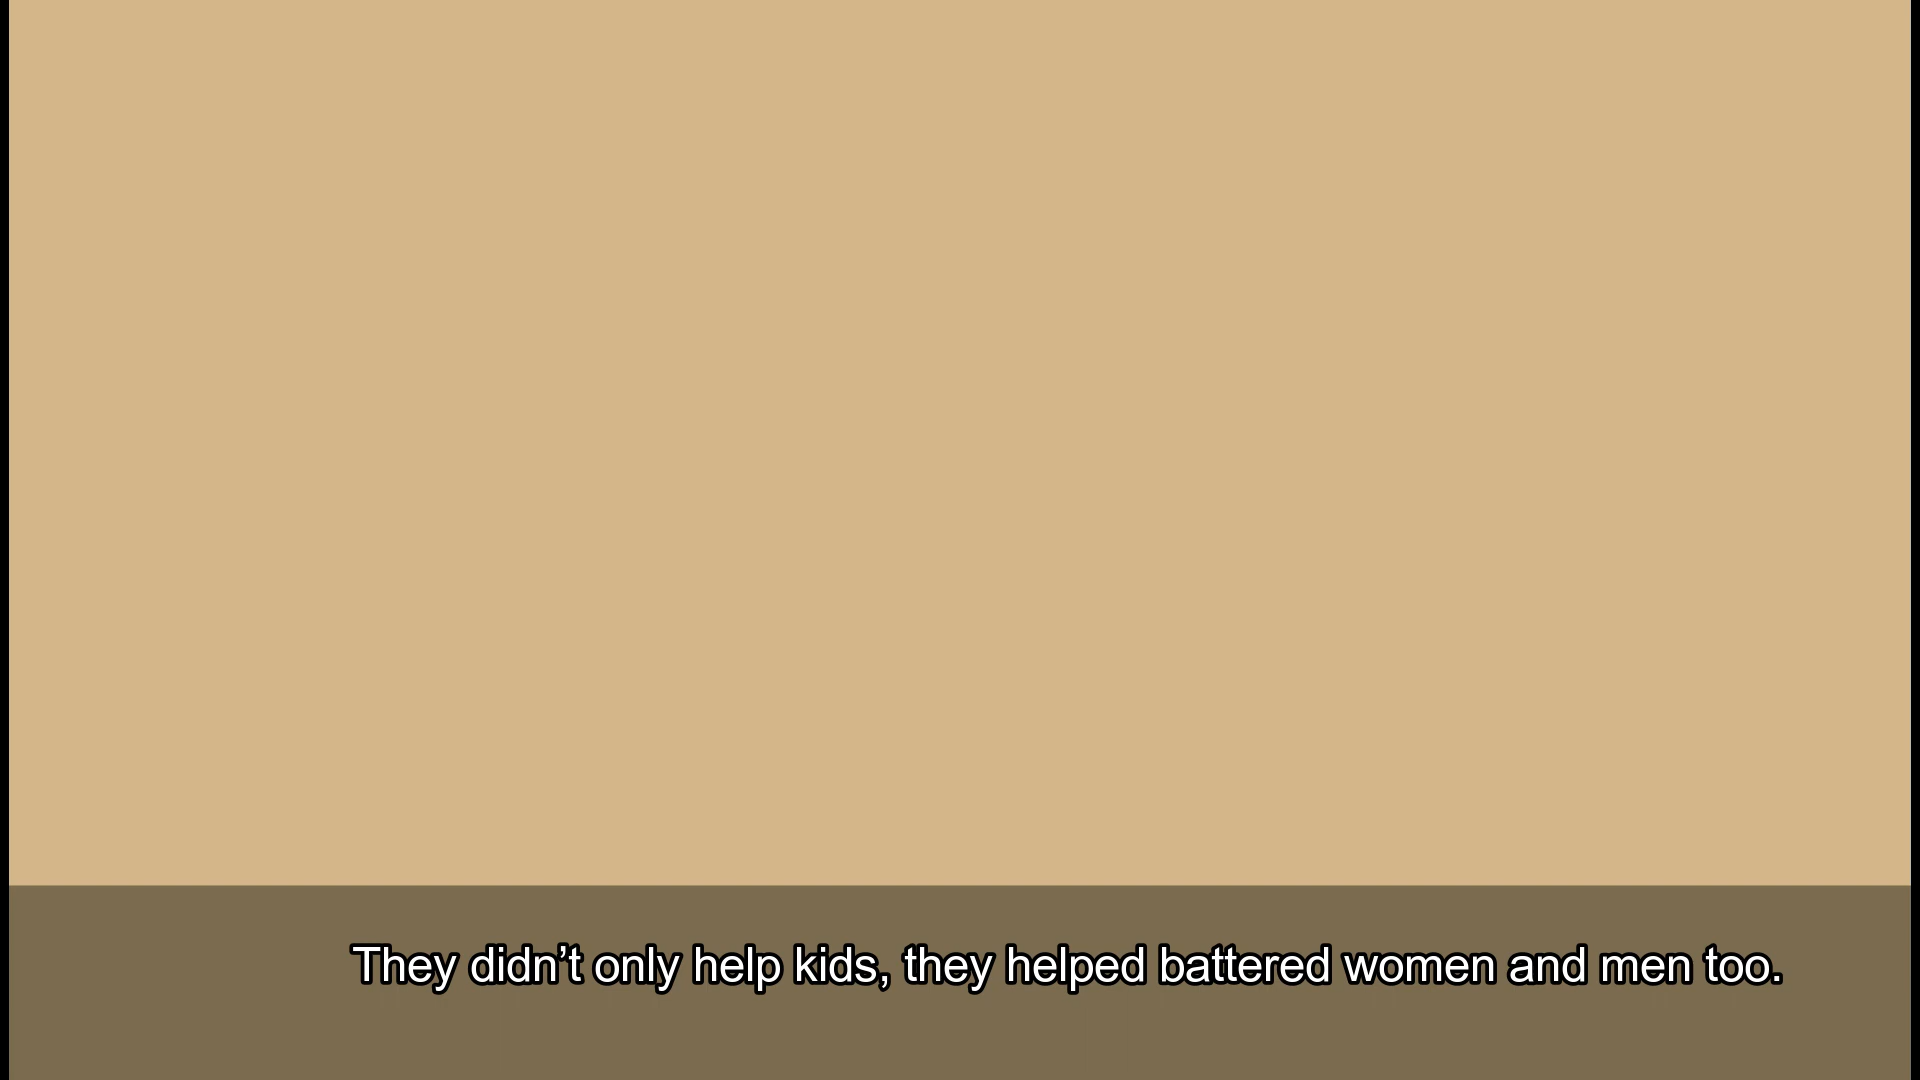 They didn’t only help kids, they helped battered women and men too.